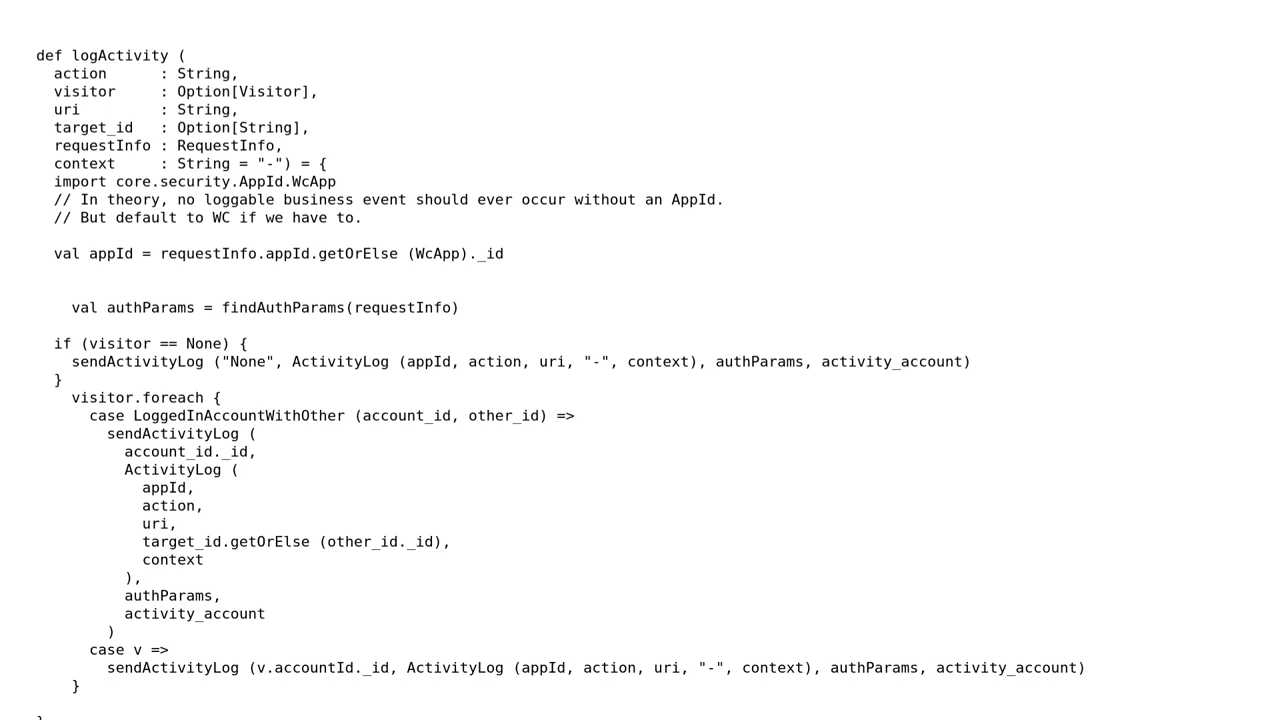 def logActivity (
  action      : String,
  visitor     : Option[Visitor],
  uri         : String,
  target_id   : Option[String],
  requestInfo : RequestInfo,
  context     : String = "-") = {
  import core.security.AppId.WcApp
  // In theory, no loggable business event should ever occur without an AppId.
  // But default to WC if we have to.

  val appId = requestInfo.appId.getOrElse (WcApp)._id


    val authParams = findAuthParams(requestInfo)

  if (visitor == None) {
    sendActivityLog ("None", ActivityLog (appId, action, uri, "-", context), authParams, activity_account)
  }
    visitor.foreach {
      case LoggedInAccountWithOther (account_id, other_id) =>
        sendActivityLog (
          account_id._id,
          ActivityLog (
            appId,
            action,
            uri,
            target_id.getOrElse (other_id._id),
            context
          ),
          authParams,
          activity_account
        )
      case v =>
        sendActivityLog (v.accountId._id, ActivityLog (appId, action, uri, "-", context), authParams, activity_account)
    }

}